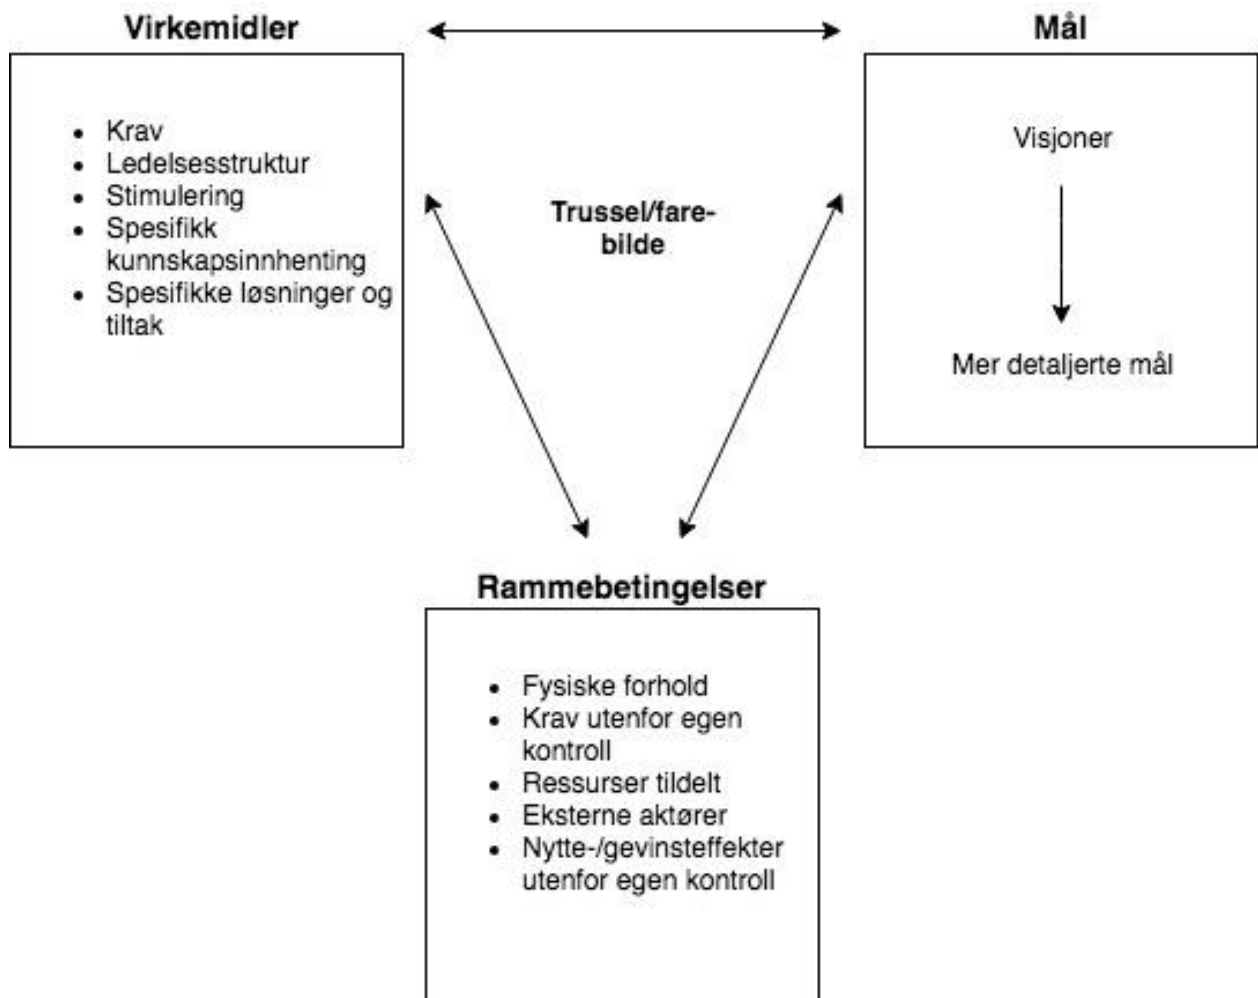 Virkemidler
Mål
• Krav
• Ledelsesstruktur
• Stimulering
• Spesifikk
kunnskapsinnhenting
• Spesifikke løsninger og
tiltak
Trussel/fare-
bilde
Visjoner
Mer detaljerte mål
Rammebetingelser
• Fysiske forhold
• Krav utenfor egen
kontroll
• Ressurser tildelt
• Eksterne aktører
• Nytte-/gevinsteffekter
utenfor egen kontroll